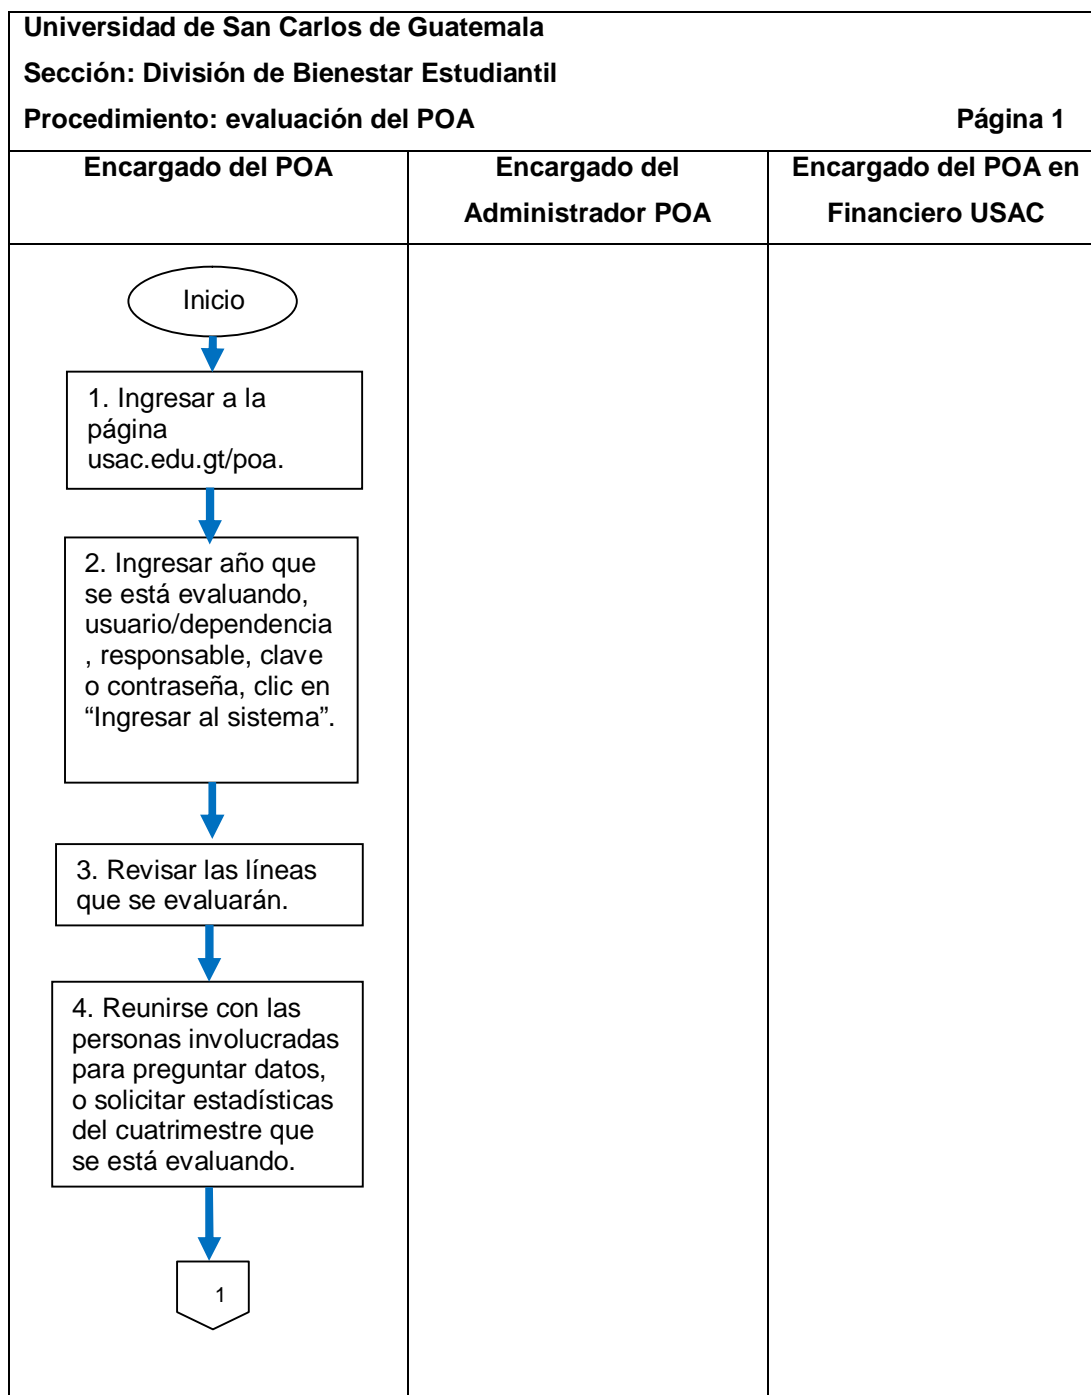 Universidad de San Carlos de Guatemala
Sección: División de Bienestar Estudiantil
Procedimiento: evaluación del POA Página 1
Encargado del POA
Encargado del
Administrador POA
Encargado del POA en
Financiero USAC
Inicio
1. Ingresar a la
página
usac.edu.gt/poa.
2. Ingresar año que
se está evaluando,
usuario/dependencia
, responsable, clave
o contraseña, clic en
“Ingresar al sistema”.
3. Revisar las líneas
que se evaluarán.
4. Reunirse con las
personas involucradas
para preguntar datos,
o solicitar estadísticas
del cuatrimestre que
se está evaluando.
1